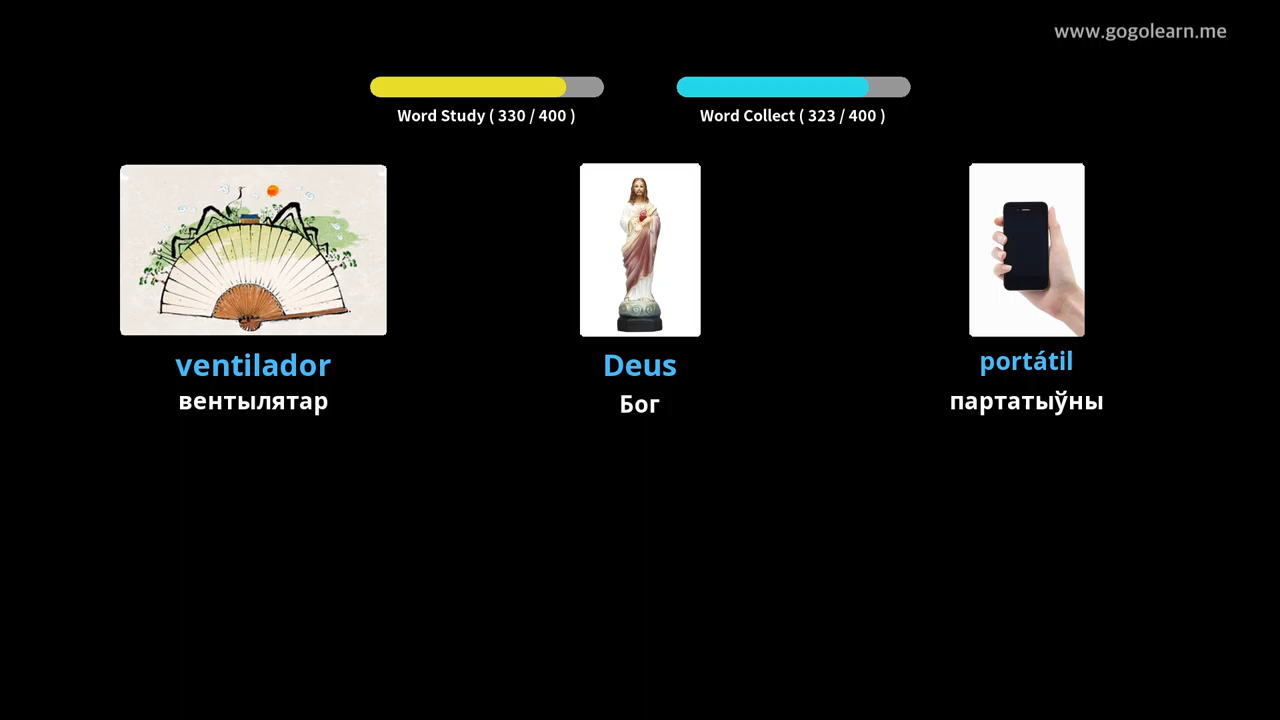 www.gogolearn.me
Word Study ( 330 / 400 )
Word Collect ( 323 / 400 )
ventilador
вентылятар
Deus
Бог
portátil
партатыўны